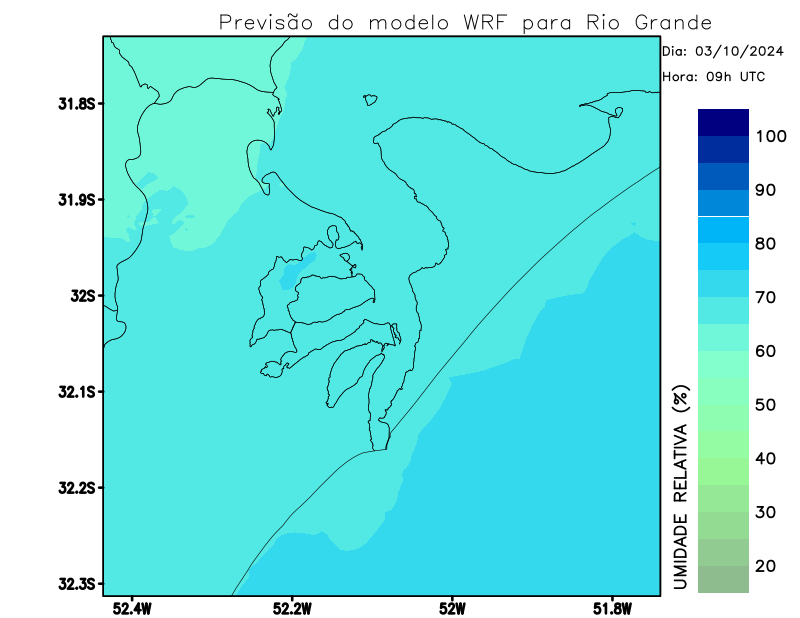 Previsão do modelo WRF para Rio Grande
Dia: 03/10/2024
Hora: 09h UTC
31.8S
31.9S
32S
32.1S
32.2S
32.3S
52.4W
52.2W
52W
51.8W
100
90
80
70
60
50
40
30
20
UMIDADE RELATIVA (%)